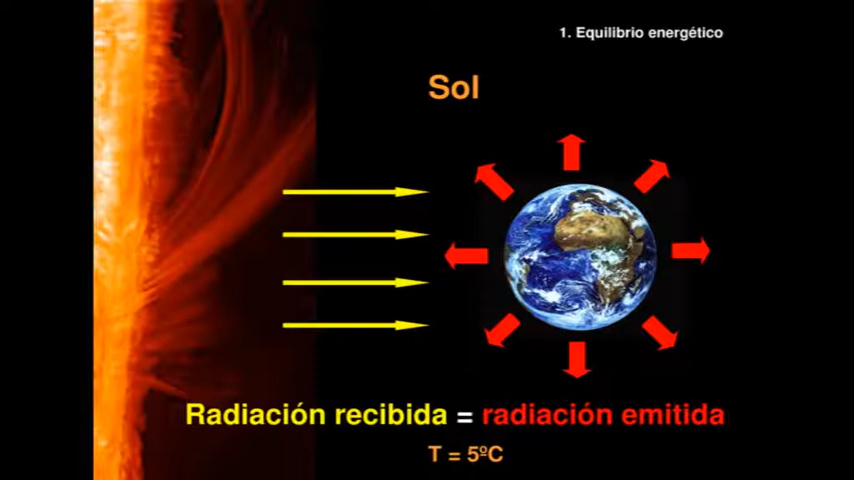 1. Equilibrio energético
Sol
Radiación recibida = radiación emitida
T = 5ºC